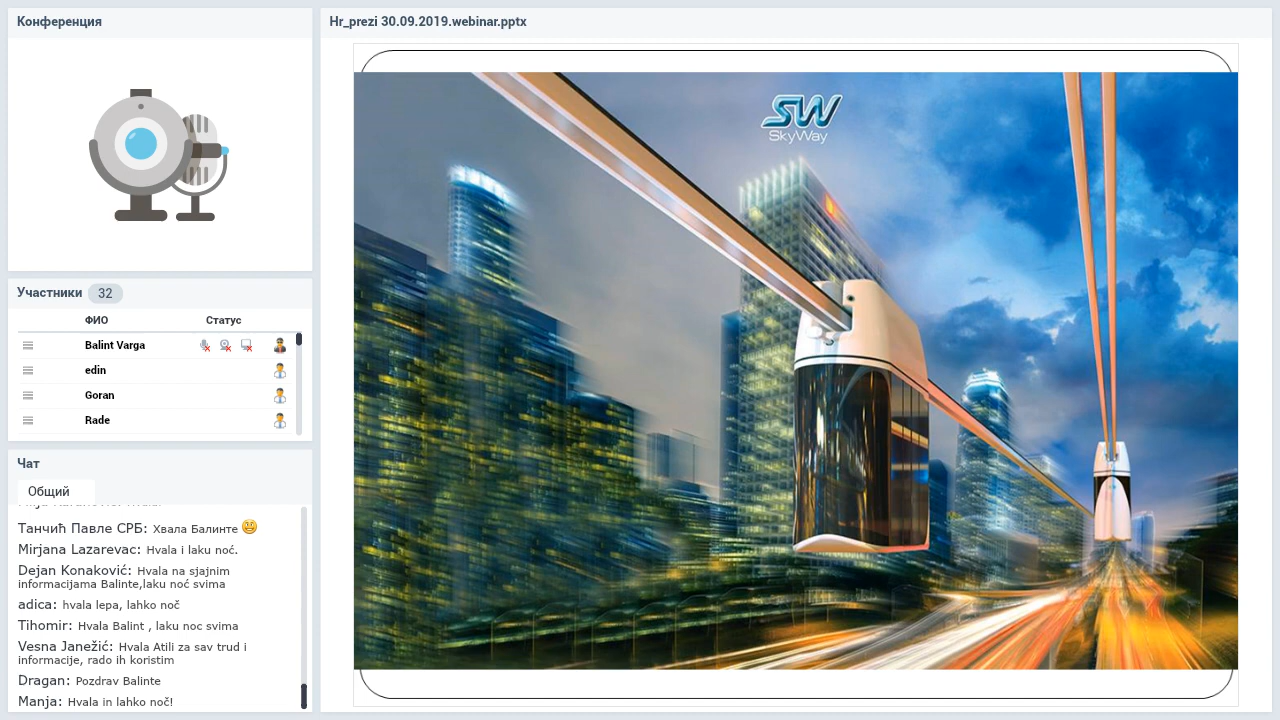 Конференция
Участники 32
ФИО Статус
Balint Varga
edin
Goran
Rade
Чат
Общий
Танчић Павле СРБ: Хвала Балинте
Mirjana Lazarevac: Hvala i laku noć.
Dejan Konaković: Hvala na sjajnim
informacijama Balinte,laku noć svima
adica: hvala lepa, lahko noč
Tihomir: Hvala Balint , laku noc svima
Vesna Janežić: Hvala Atili za sav trud i
informacije, rado ih koristim
Dragan: Pozdrav Balinte
Manja: Hvala in lahko noč!
Hr_prezi 30.09.2019.webinar.pptx
SW
SkyWay